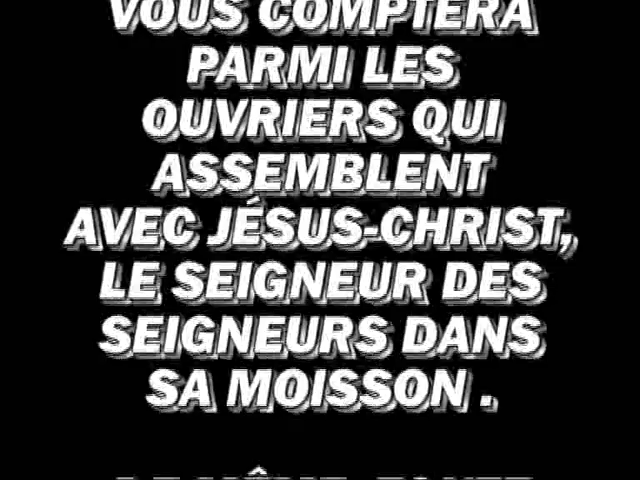 VOUS COMPTERA
PARMI LES
OUVRIERS QUI
ASSEMBLENT
AVEC JÉSUS-CHRIST,
LE SEIGNEUR DES
SEIGNEURS DANS
SA MOISSON .